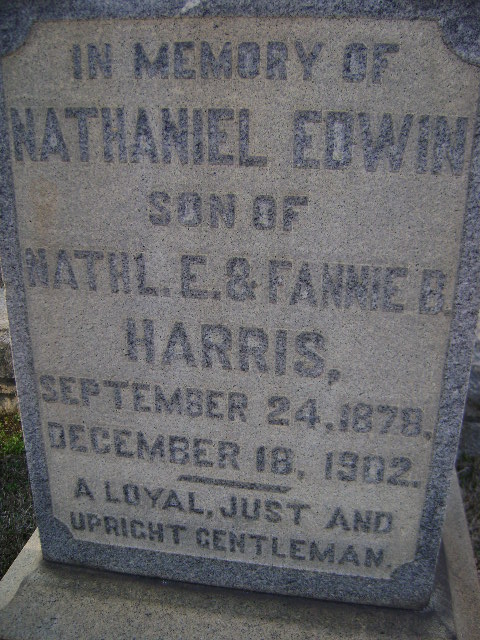 IN MEMORY OF
NATHANIEL EDWIN
SON OF
NATHL. E. & FANNIE B.
HARRIS,
SEPTEMBER 24, 1878,
DECEMBER 18, 1902.
A LOYAL, JUST AND
UPRIGHT GENTLEMAN.